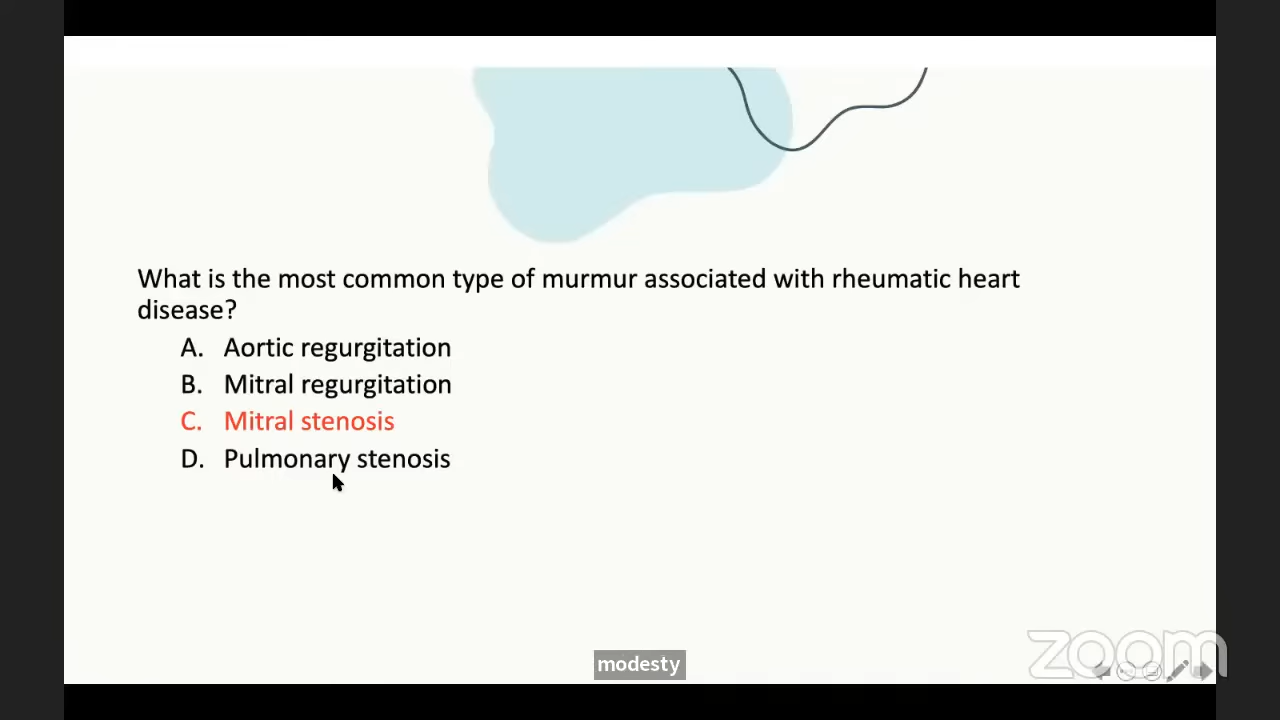 What is the most common type of murmur associated with rheumatic heart
disease?
A. Aortic regurgitation
B. Mitral regurgitation
C. Mitral stenosis
D. Pulmonary stenosis
modesty
zoom